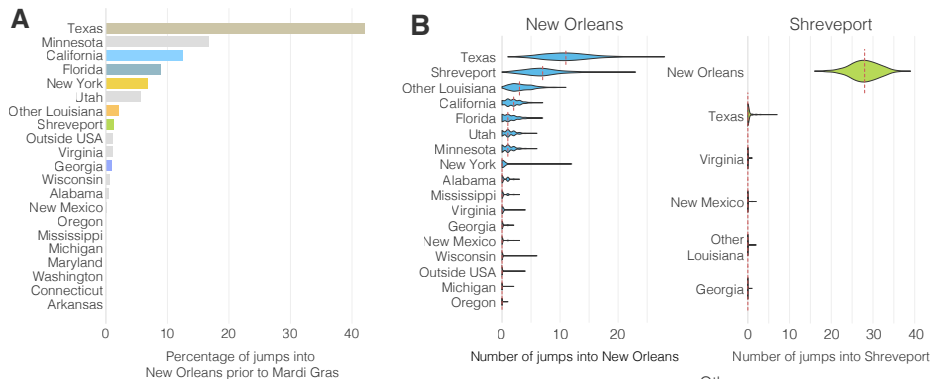 A
Texas
Minnesota
California
Florida
New York
Utah
Other Louisiana
Shreveport
Outside USA
Virginia
Georgia
Wisconsin
Alabama
New Mexico
Oregon
Mississippi
Michigan
Maryland
Washington
Connecticut
Arkansas
0 10 20 30 40
Percentage of jumps into
New Orleans prior to Mardi Gras
B
New Orleans
Texas
Shreveport
Other Louisiana
California
Florida
Utah
Minnesota
New York
Alabama
Mississippi
Virginia
Georgia
New Mexico
Wisconsin
Outside USA
Michigan
Oregon
0 10 20
Number of jumps into New Orleans
Shreveport
New Orleans
Texas
Virginia
New Mexico
Other
Louisiana
Georgia
0 10 20 30 40
Number of jumps into Shreveport